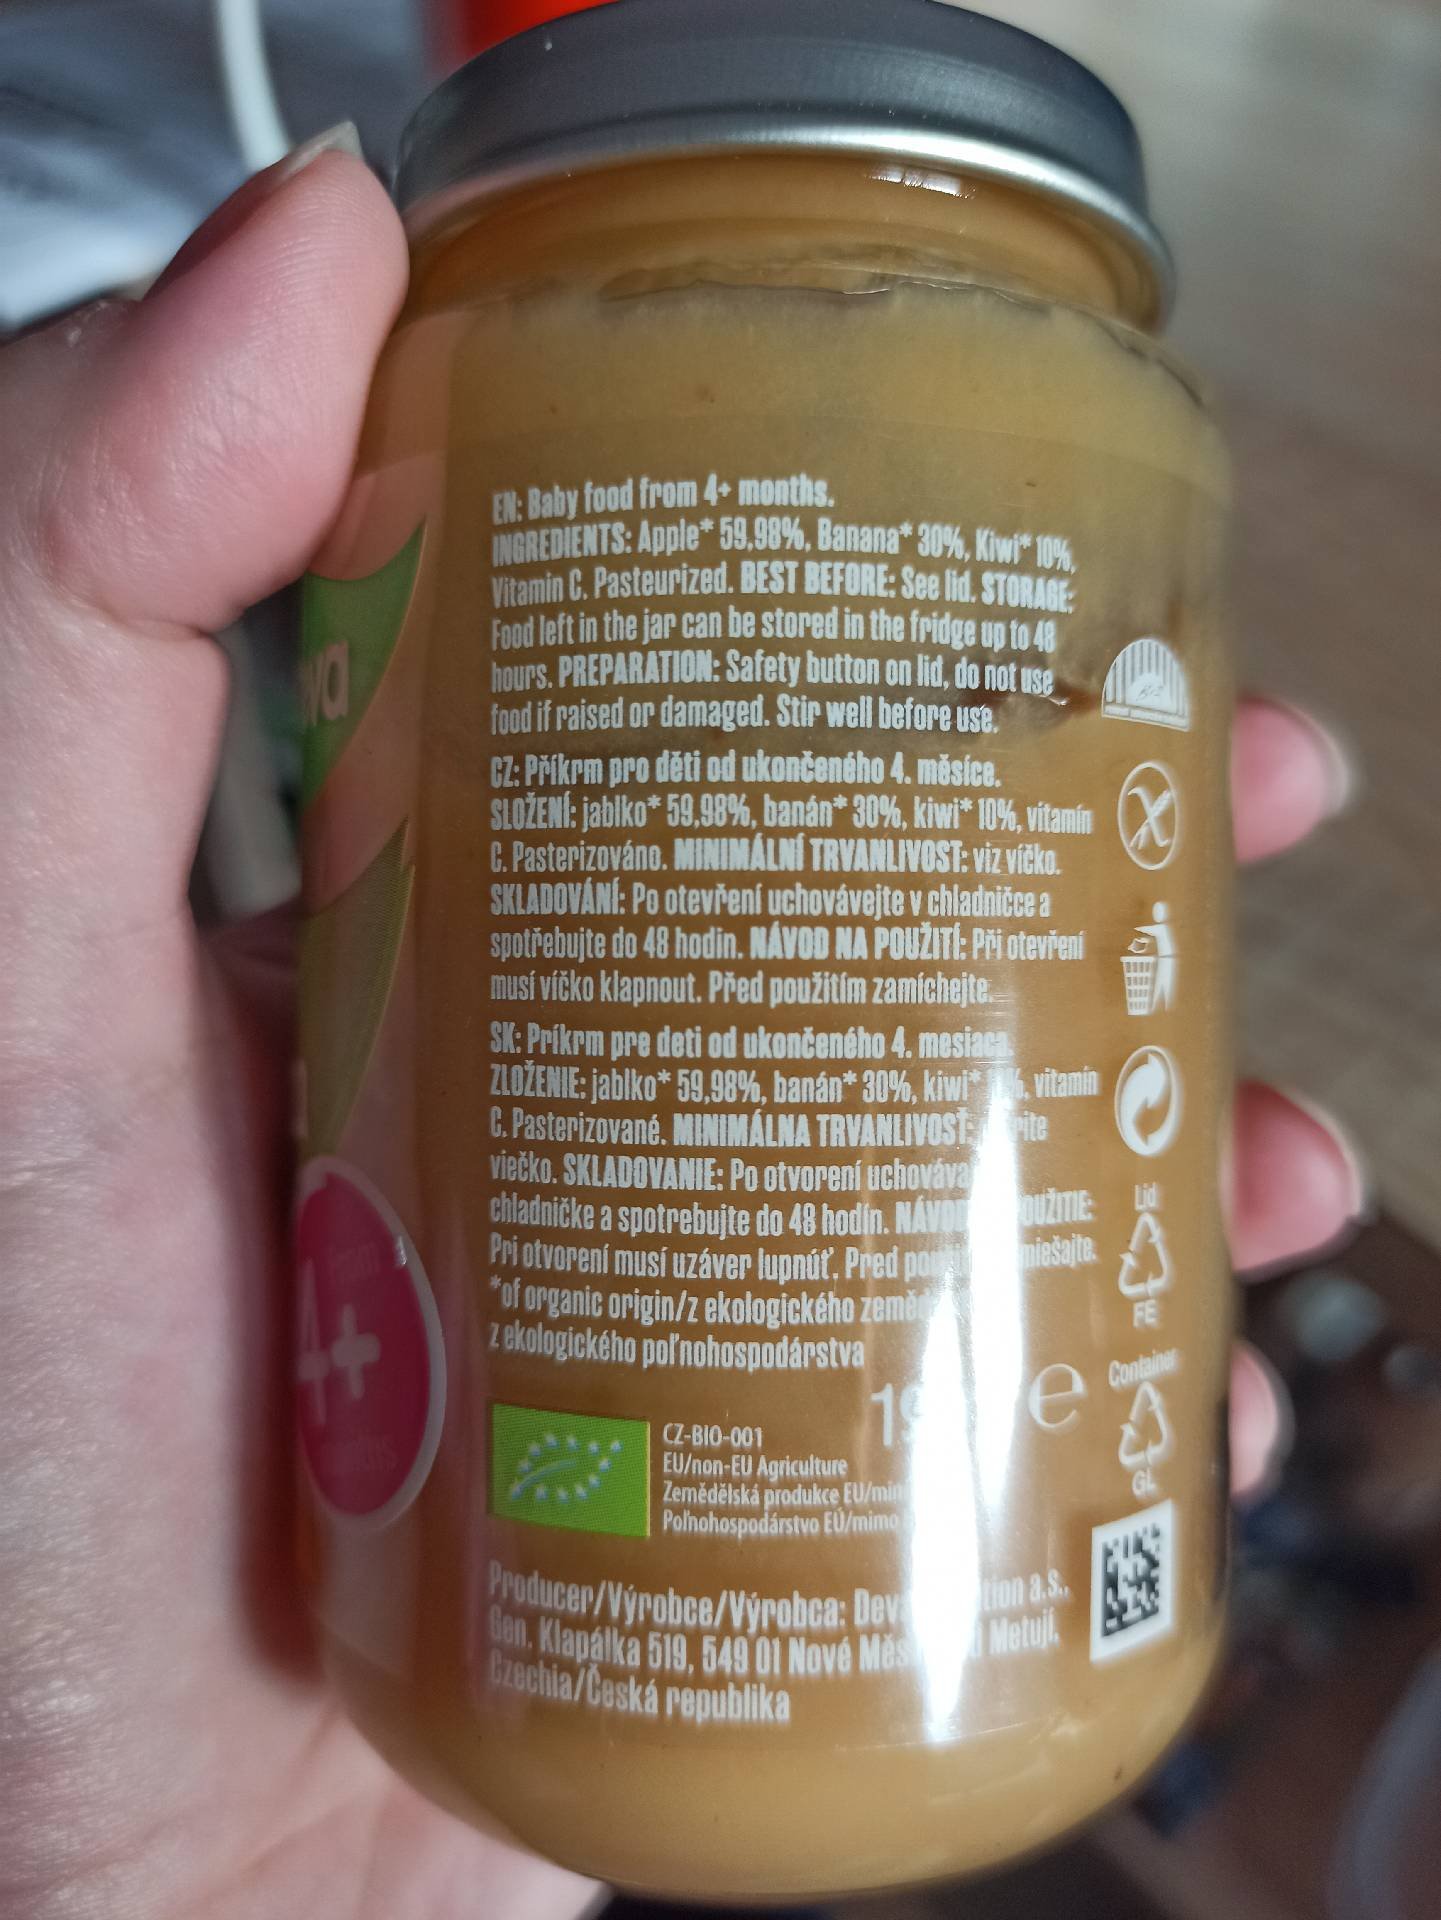 EN: Baby food from 4+ months.
INGREDIENTS: Apple* 59,98%, Banana* 30%, Kiwi* 10%,
Vitamin C. Pasteurized. BEST BEFORE: See lid. STORAGE:
Food left in the jar can be stored in the fridge up to 48
hours. PREPARATION: Safety button on lid, do not use
food if raised or damaged. Stir well before use.
CZ: Příkrm pro děti od ukončeného 4. měsíce.
SLOŽENÍ: jablko* 59,98%, banán* 30%, kiwi* 10%, vitamín
C. Pasterizováno. MINIMÁLNÍ TRVANLIVOST: viz víčko.
SKLADOVÁNÍ: Po otevření uchovávejte v chladničce a
spotřebujte do 48 hodin. NÁVOD NA POUŽITÍ: Při otevření
musí víčko klapnout. Před použitím zamíchejte.
SK: Príkrm pre deti od ukončeného 4.
ZLOŽENIE: jablko* 59,98%, banán* 30%, kiwi* vitamín
C. Pasterizované. MINIMÁLNA TRVANLIVOSŤ:
viečko. SKLADOVANIE: Po otvorení
chladničke a spotrebujte do 48 hodín.
Pri otvorení musí uzáver lupnúť. Pred
*of organic origin/z ekologického
z ekologického poľnohospodárstva
e
CZ-BIO-001
EU/non-EU Agriculture
Zemědělská produkce
Poľnohospodárstvo EÚ/mimo
Producer/Výrobce/Výrobca: a.s.,
Gen. Klapálka 519, 549 01 Nové Metují,
Czechia/Česká republika
4+
Lid
FE
Container
GL